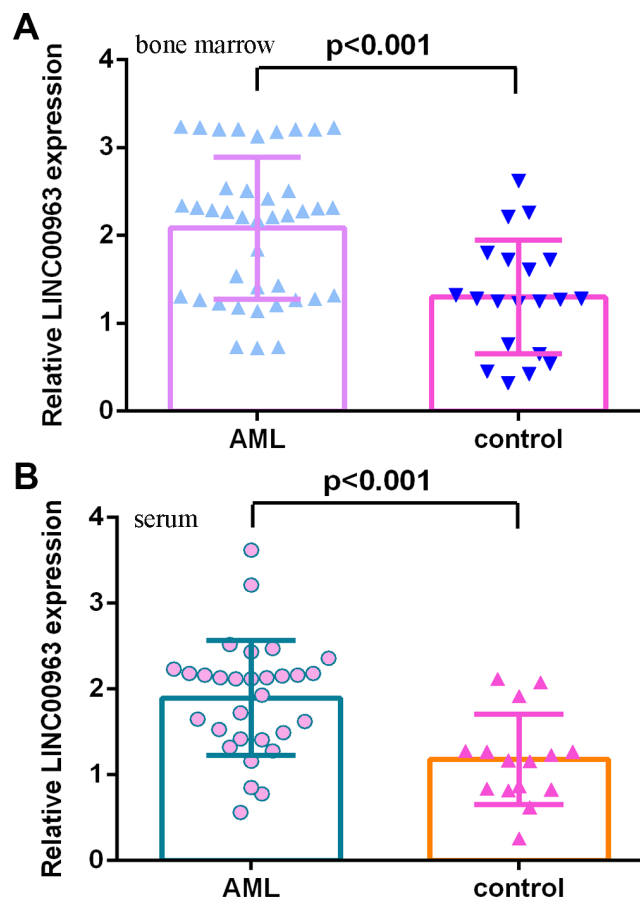 A
bone marrow
p<0.001
Relative LINC00963 expression
4
3
2
1
0
AML control
B
serum
p<0.001
Relative LINC00963 expression
4
3
2
1
0
AML control